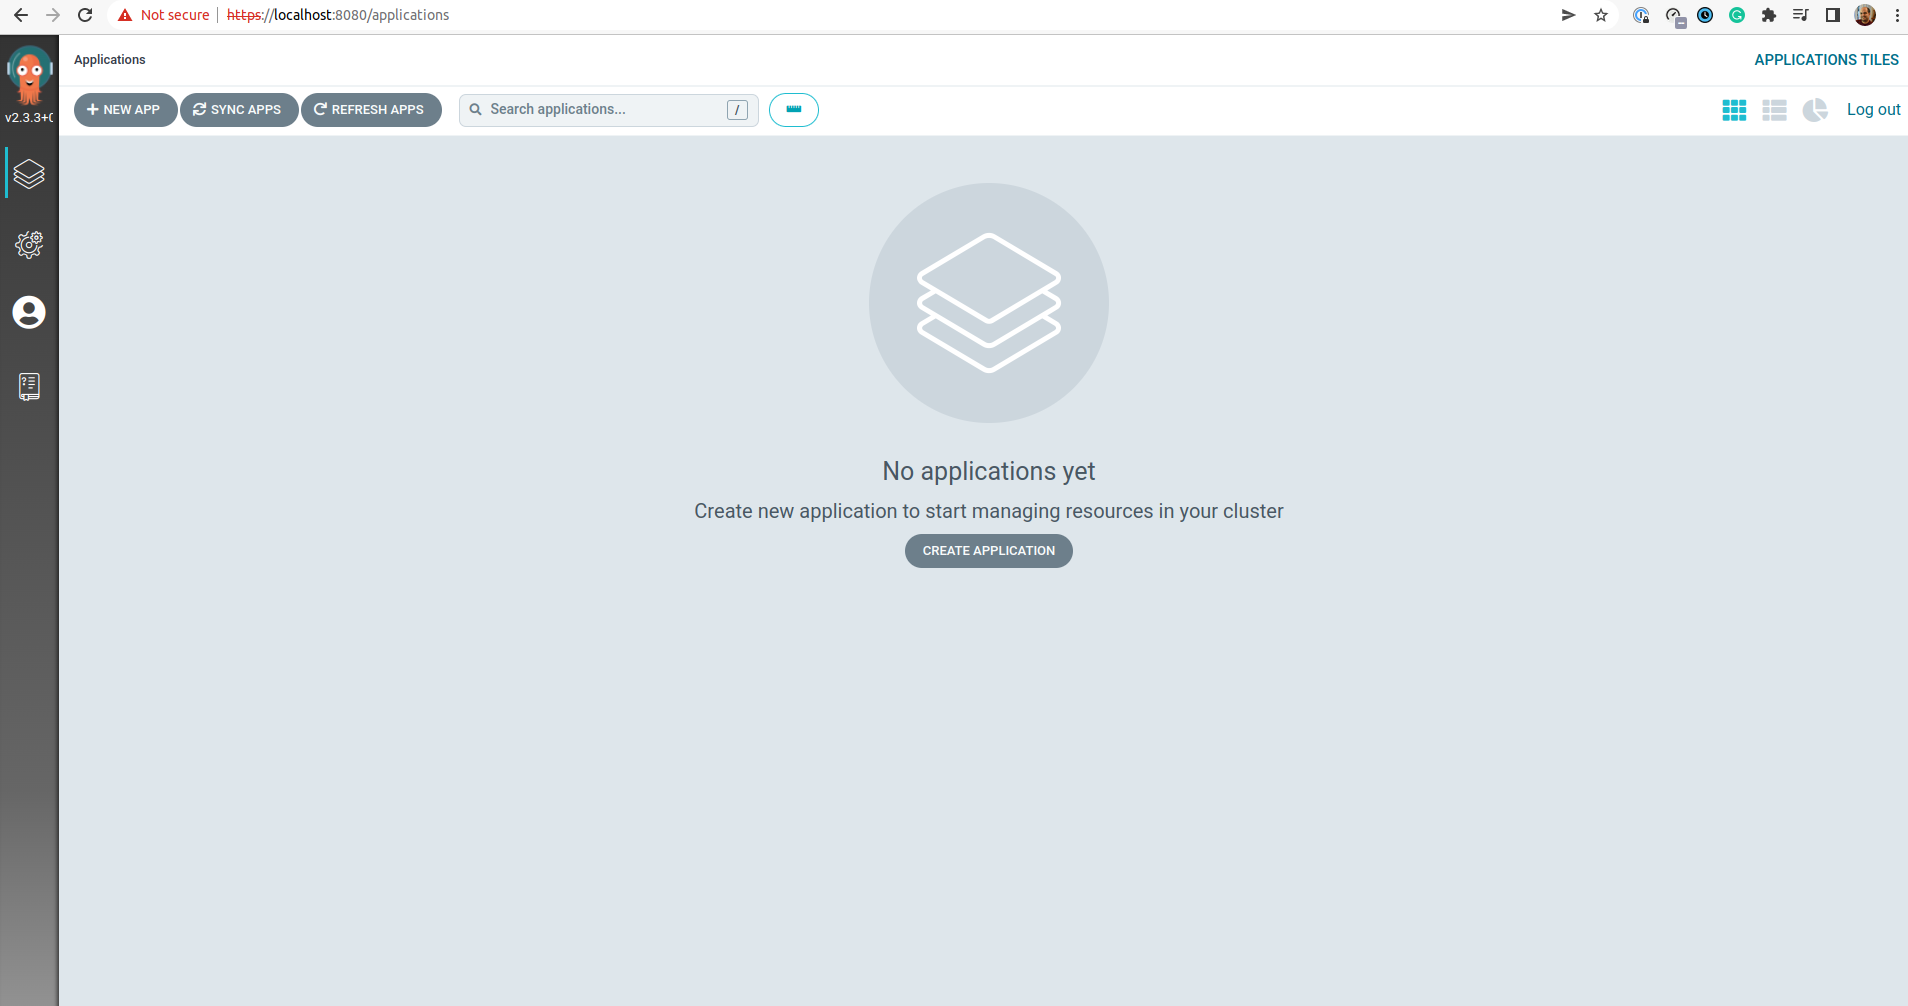 Not secure https://localhost:8080/applications
Applications
APPLICATIONS TILES
v2.3.3+
NEW APP
SYNC APPS
REFRESH APPS
Search applications...
/
Log out
No applications yet
Create new application to start managing resources in your cluster
CREATE APPLICATION